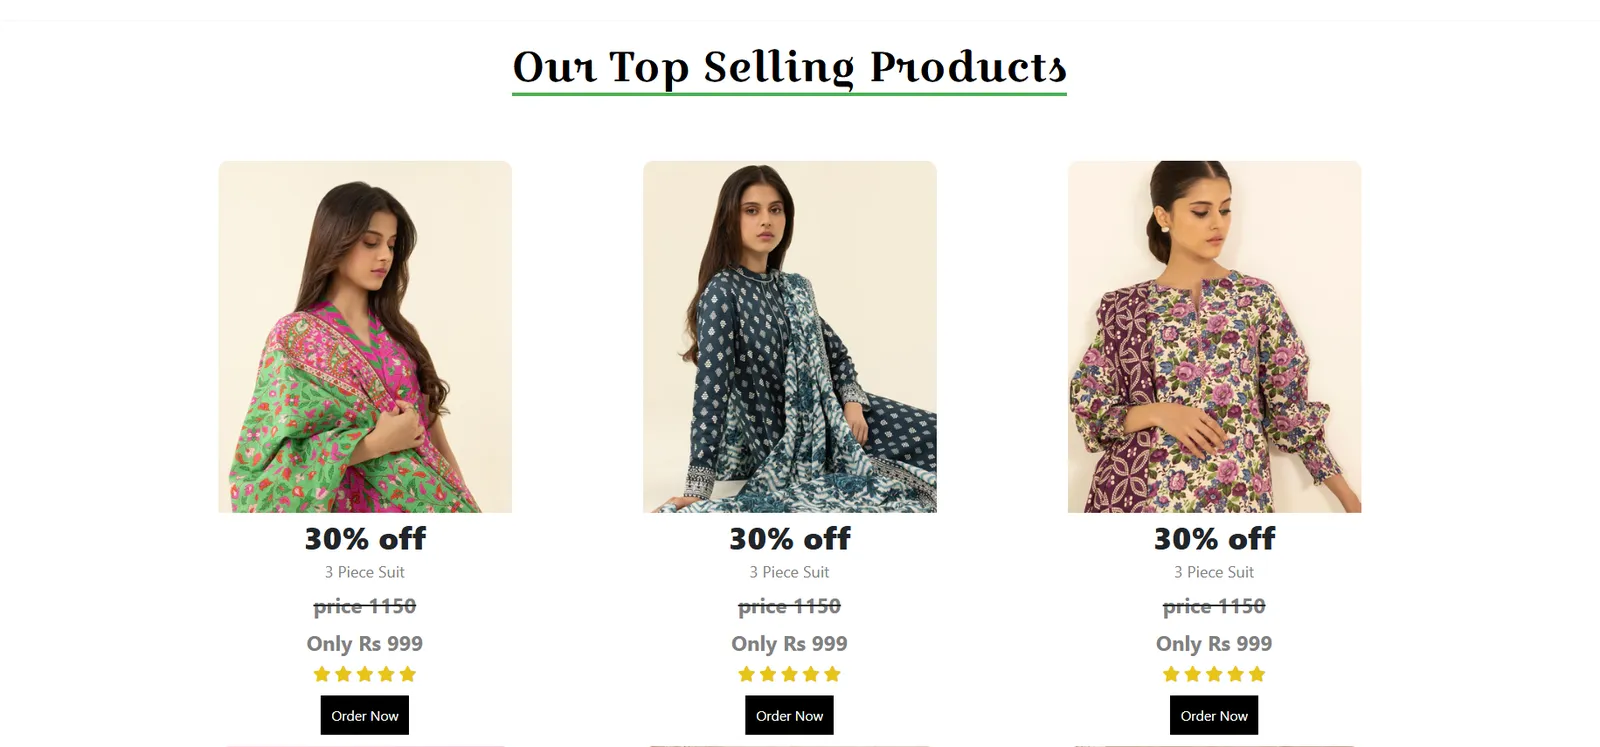 Our Top Selling Products
30% off
3 Piece Suit
price 1150
Only Rs 999
Order Now
30% off
3 Piece Suit
price 1150
Only Rs 999
Order Now
30% off
3 Piece Suit
price 1150
Only Rs 999
Order Now